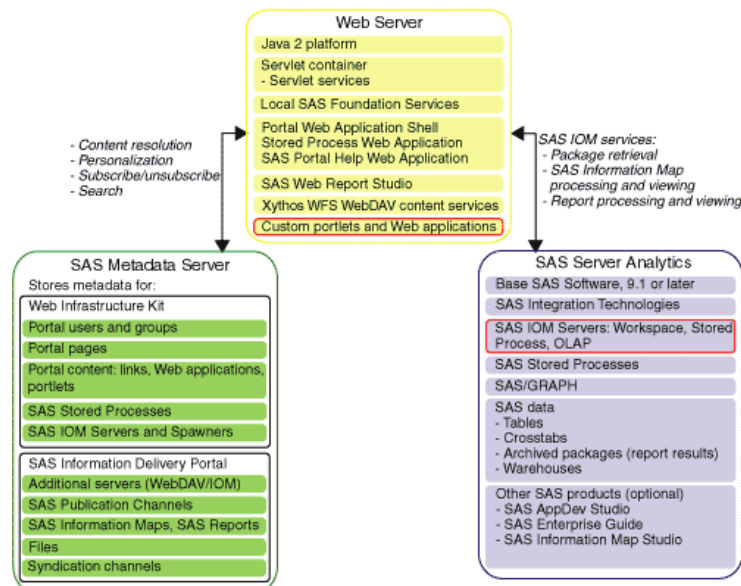 Web Server
Java 2 platform
Servlet container
- Servlet services
Local SAS Foundation Services
Portal Web Application Shell
Stored Process Web Application
SAS Portal Help Web Application
SAS Web Report Studio
Xythos WFS WebDAV content services
Custom portlets and Web applications
- Content resolution
- Personalization
- Subscribe/unsubscribe
- Search
SAS IOM services:
- Package retrieval
- SAS Information Map
processing and viewing
- Report processing and viewing
SAS Metadata Server
Stores metadata for:
Web Infrastructure Kit
Portal users and groups
Portal pages
Portal content: links, Web applications,
portlets
SAS Stored Processes
SAS IOM Servers and Spawners
SAS Information Delivery Portal
Additional servers (WebDAV/IOM)
SAS Publication Channels
SAS Information Maps, SAS Reports
Files
Syndication channels
SAS Server Analytics
Base SAS Software, 9.1 or later
SAS Integration Technologies
SAS IOM Servers: Workspace, Stored
Process, OLAP
SAS Stored Processes
SAS/GRAPH
SAS data
- Tables
- Crosstabs
- Archived packages (report results)
- Warehouses
Other SAS products (optional)
- SAS AppDev Studio
- SAS Enterprise Guide
- SAS Information Map Studio